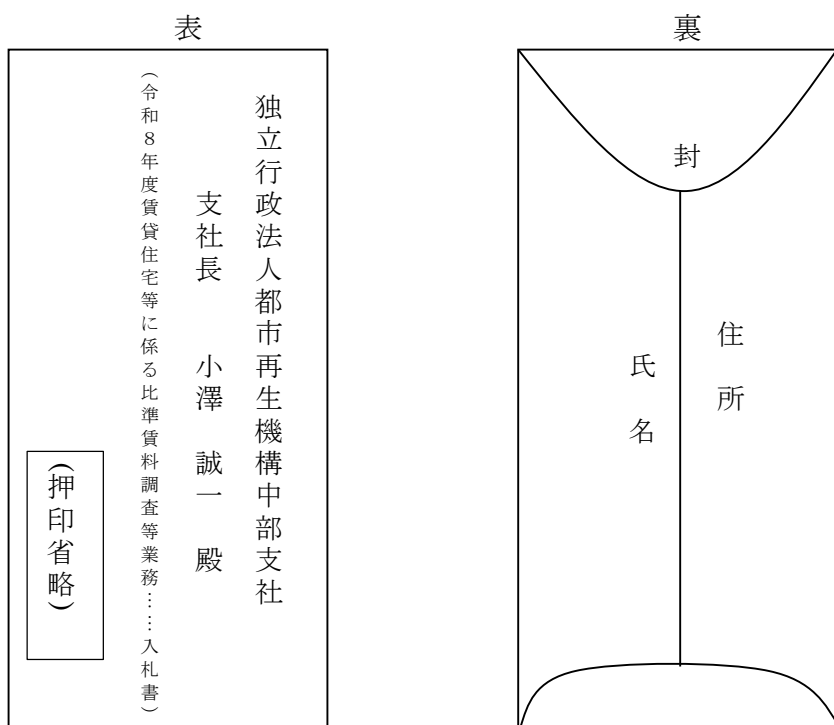 表
独立行政法人都市再生機構中部支社
支社長　小澤　誠一　殿
（令和８年度賃貸住宅等に係る比準賃料調査等業務……入札書）
（押印省略）
裏
封
住所
氏名